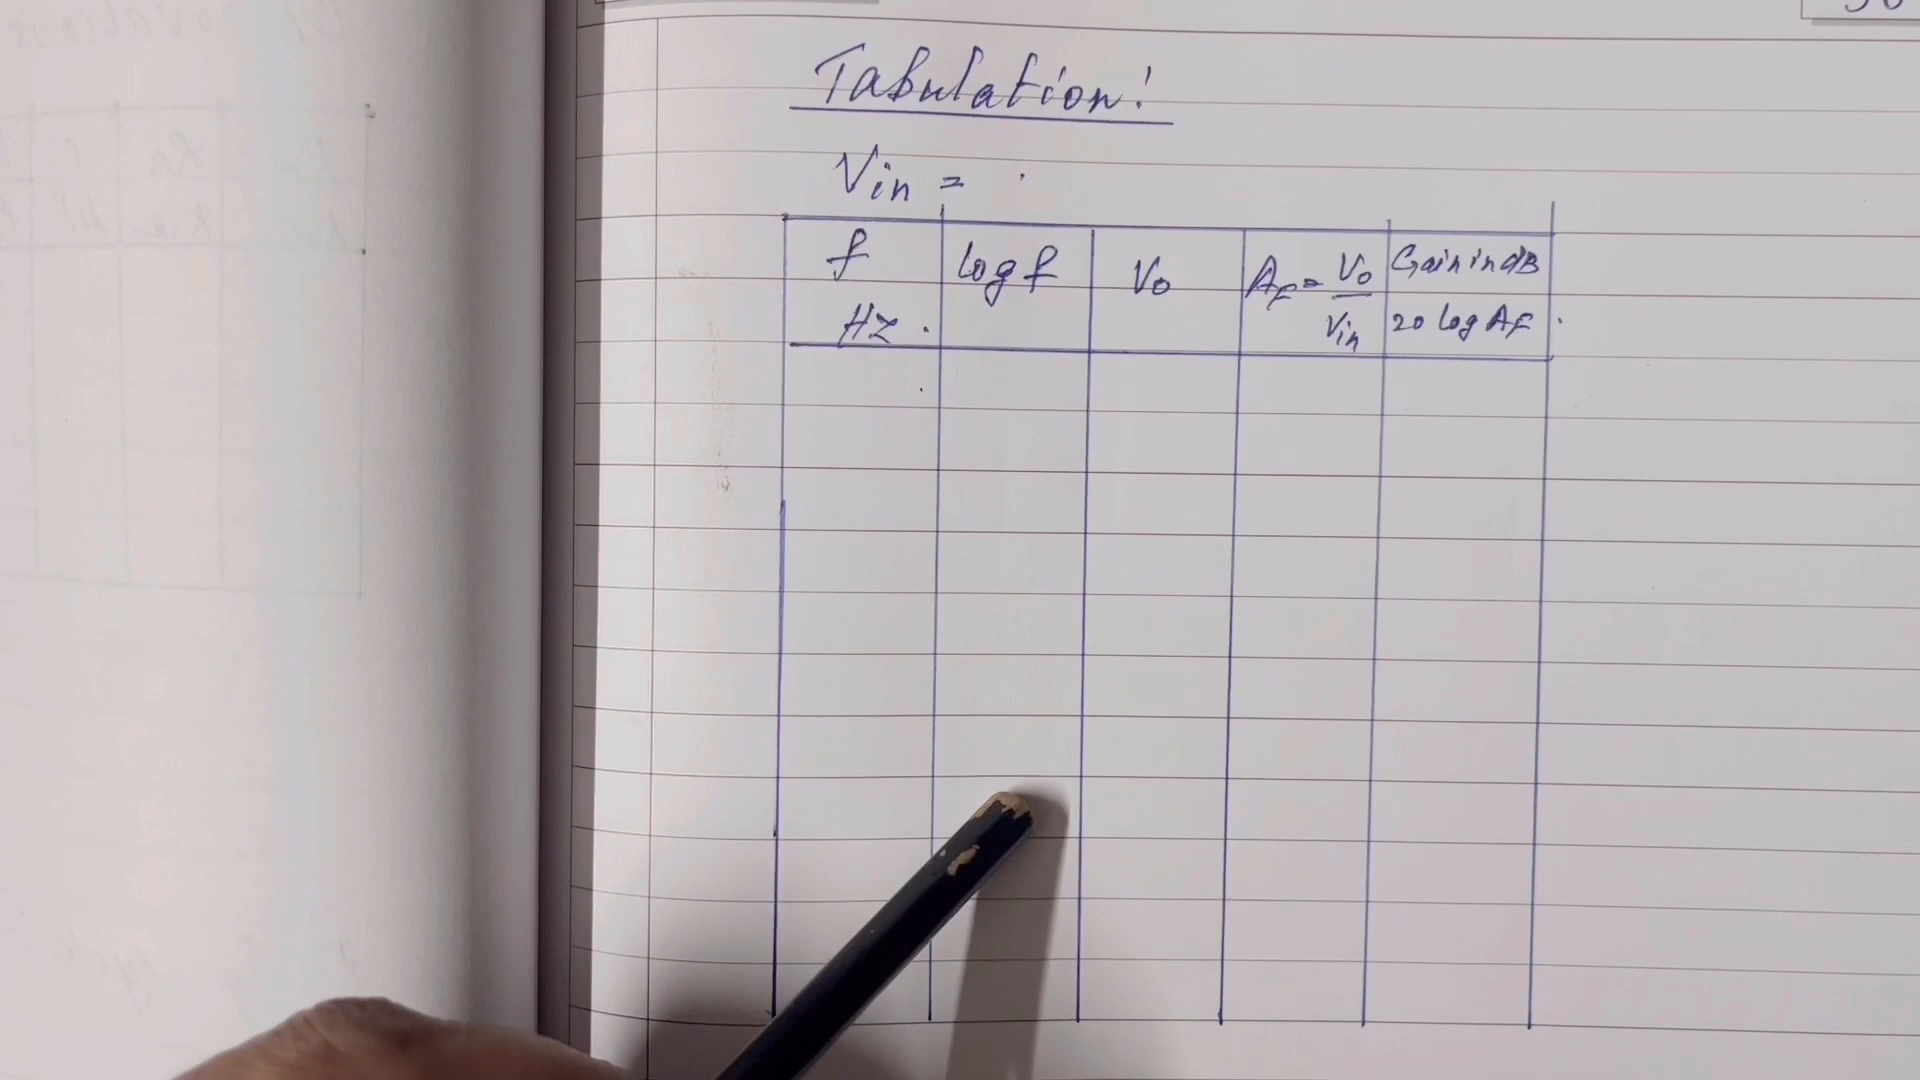 Tabulation:
Vin =
f
Hz.
log f
Vo
AF = Vo
Vin
Gain in dB
20 log AF.